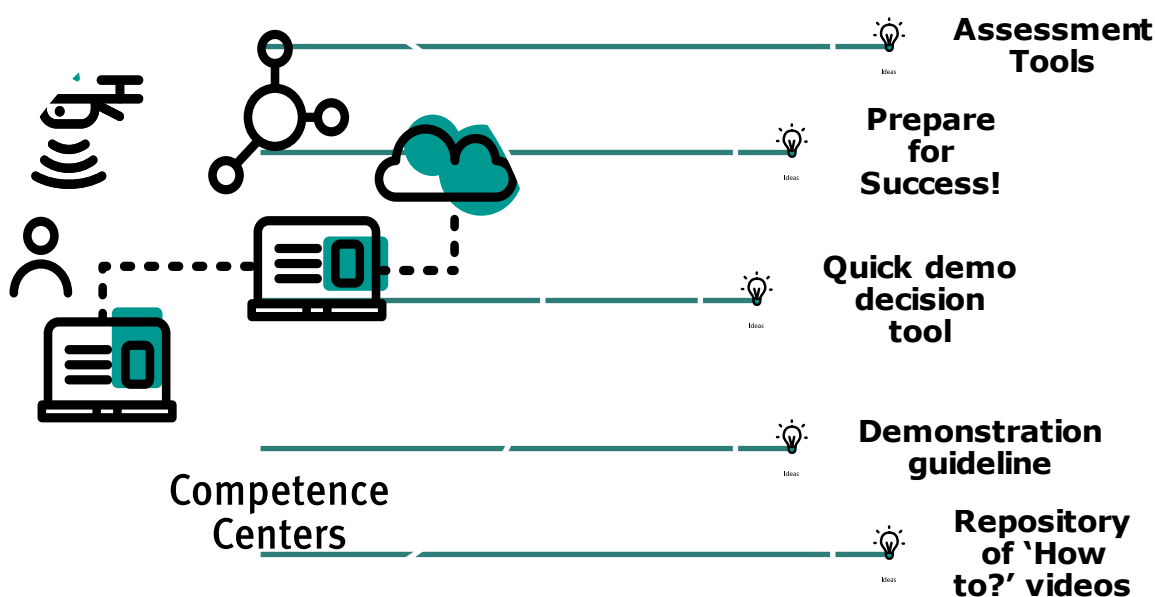 Assessment
Tools
Ideas
Prepare
for
Success!
Ideas
Quick demo
decision
tool
Ideas
Demonstration
guideline
Ideas
Competence
Centers
Repository
of ‘How
to?’ videos
Ideas